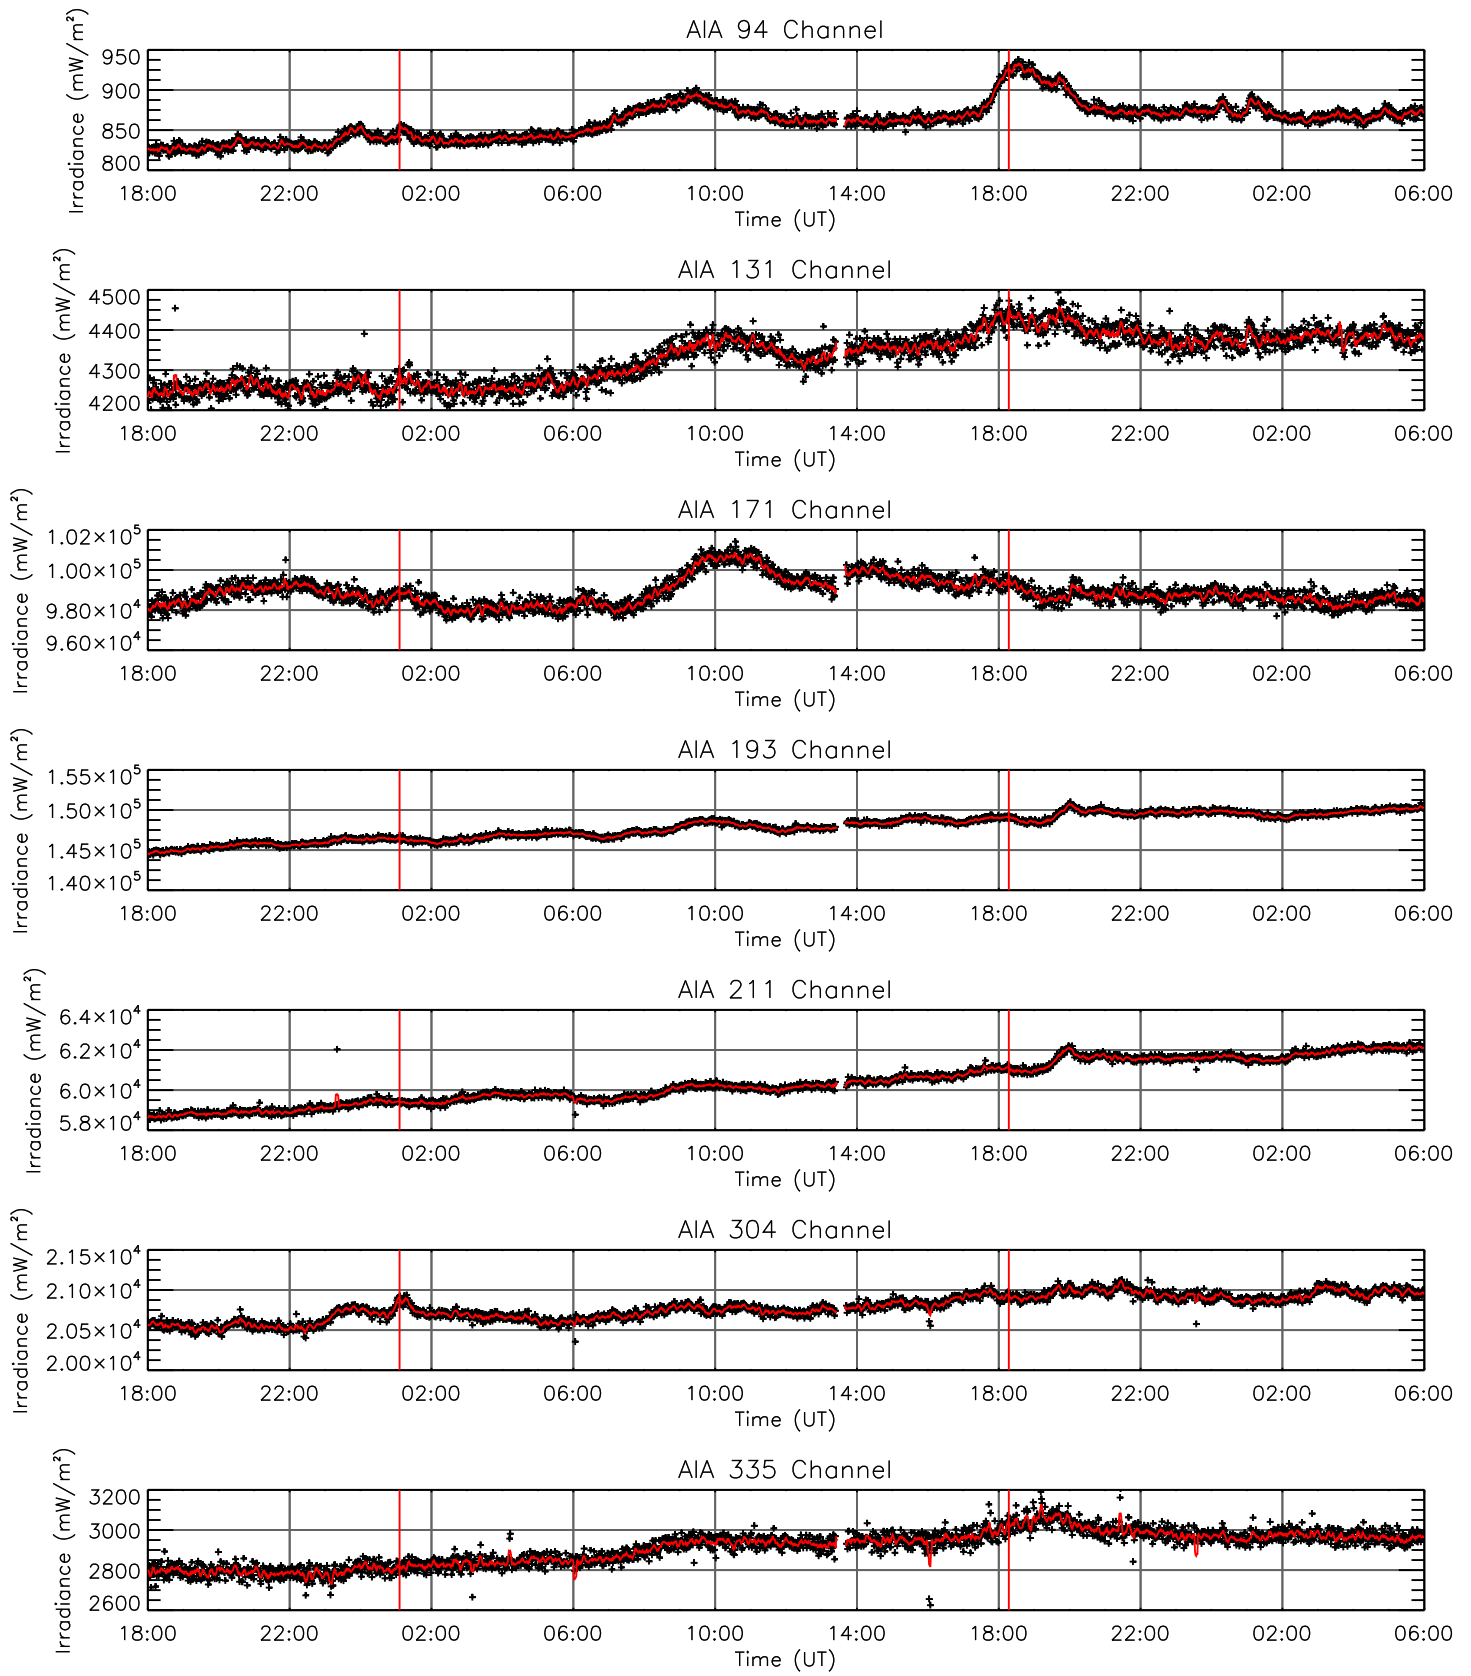 AIA 94 Channel
Irradiance (mW/m²)
950
900
850
800
18:00 22:00 02:00 06:00 10:00 14:00 18:00 22:00 02:00 06:00
Time (UT)
AIA 131 Channel
Irradiance (mW/m²)
4500
4400
4300
4200
18:00 22:00 02:00 06:00 10:00 14:00 18:00 22:00 02:00 06:00
Time (UT)
AIA 171 Channel
Irradiance (mW/m²)
1.02×10⁵
1.00×10⁵
9.80×10⁴
9.60×10⁴
18:00 22:00 02:00 06:00 10:00 14:00 18:00 22:00 02:00 06:00
Time (UT)
AIA 193 Channel
Irradiance (mW/m²)
1.55×10⁵
1.50×10⁵
1.45×10⁵
1.40×10⁵
18:00 22:00 02:00 06:00 10:00 14:00 18:00 22:00 02:00 06:00
Time (UT)
AIA 211 Channel
Irradiance (mW/m²)
6.4×10⁴
6.2×10⁴
6.0×10⁴
5.8×10⁴
18:00 22:00 02:00 06:00 10:00 14:00 18:00 22:00 02:00 06:00
Time (UT)
AIA 304 Channel
Irradiance (mW/m²)
2.15×10⁴
2.10×10⁴
2.05×10⁴
2.00×10⁴
18:00 22:00 02:00 06:00 10:00 14:00 18:00 22:00 02:00 06:00
Time (UT)
AIA 335 Channel
Irradiance (mW/m²)
3200
3000
2800
2600
18:00 22:00 02:00 06:00 10:00 14:00 18:00 22:00 02:00 06:00
Time (UT)